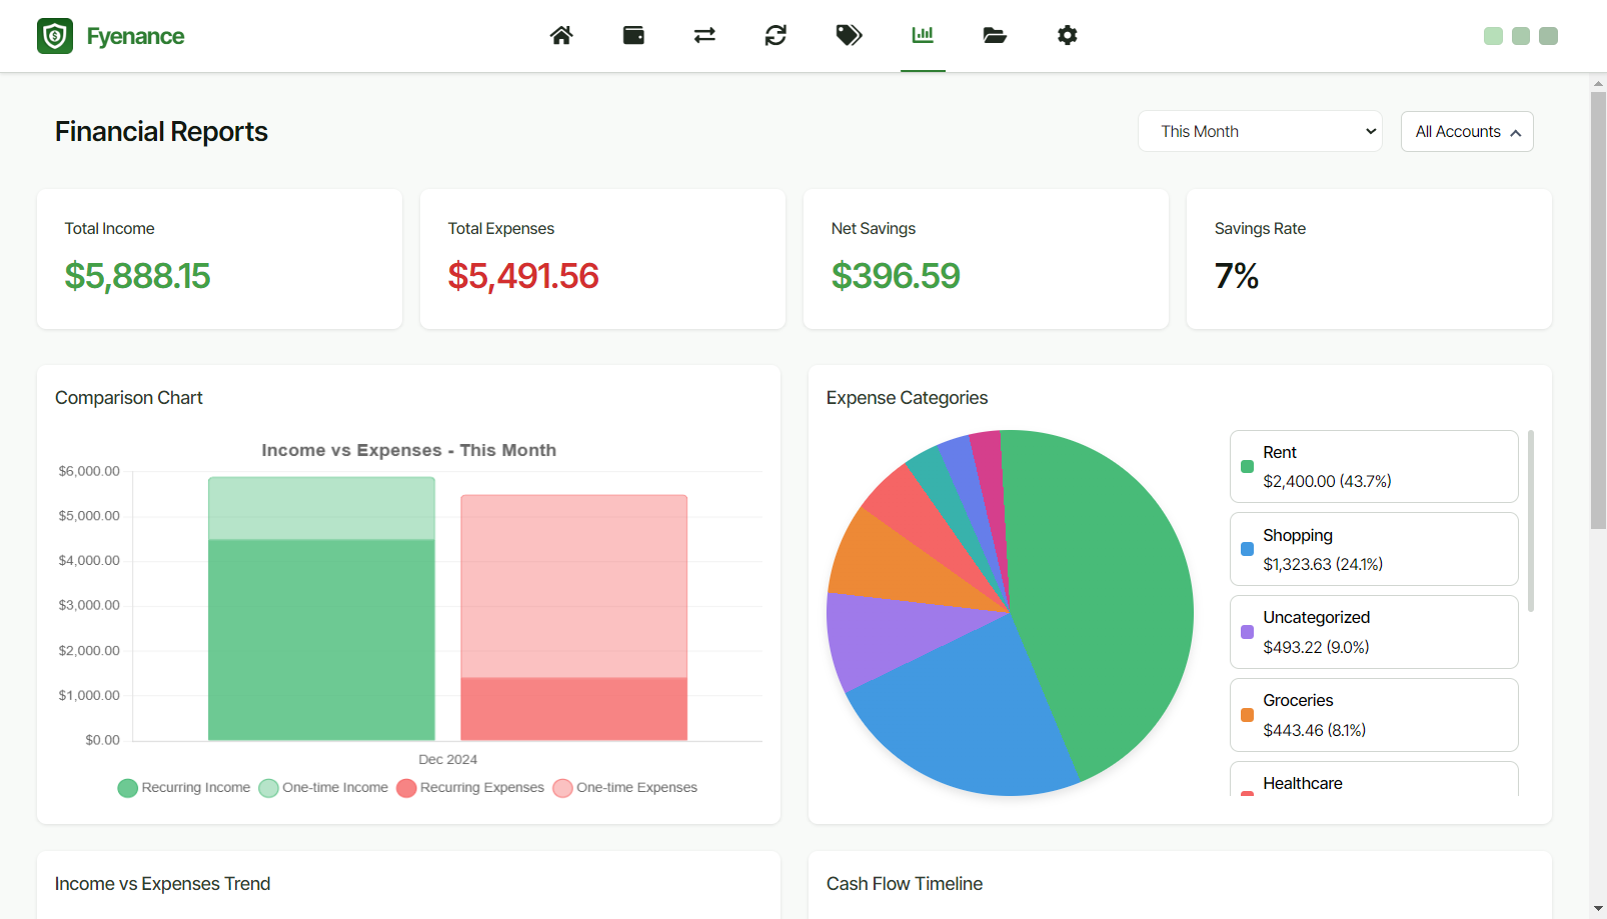 Fyenance
Financial Reports
This Month
All Accounts
Total Income
$5,888.15
Total Expenses
$5,491.56
Net Savings
$396.59
Savings Rate
7%
Comparison Chart
Income vs Expenses - This Month
$6,000.00
$5,000.00
$4,000.00
$3,000.00
$2,000.00
$1,000.00
$0.00
Dec 2024
Recurring Income
One-time Income
Recurring Expenses
One-time Expenses
Expense Categories
Rent
$2,400.00 (43.7%)
Shopping
$1,323.63 (24.1%)
Uncategorized
$493.22 (9.0%)
Groceries
$443.46 (8.1%)
Healthcare
Income vs Expenses Trend
Cash Flow Timeline